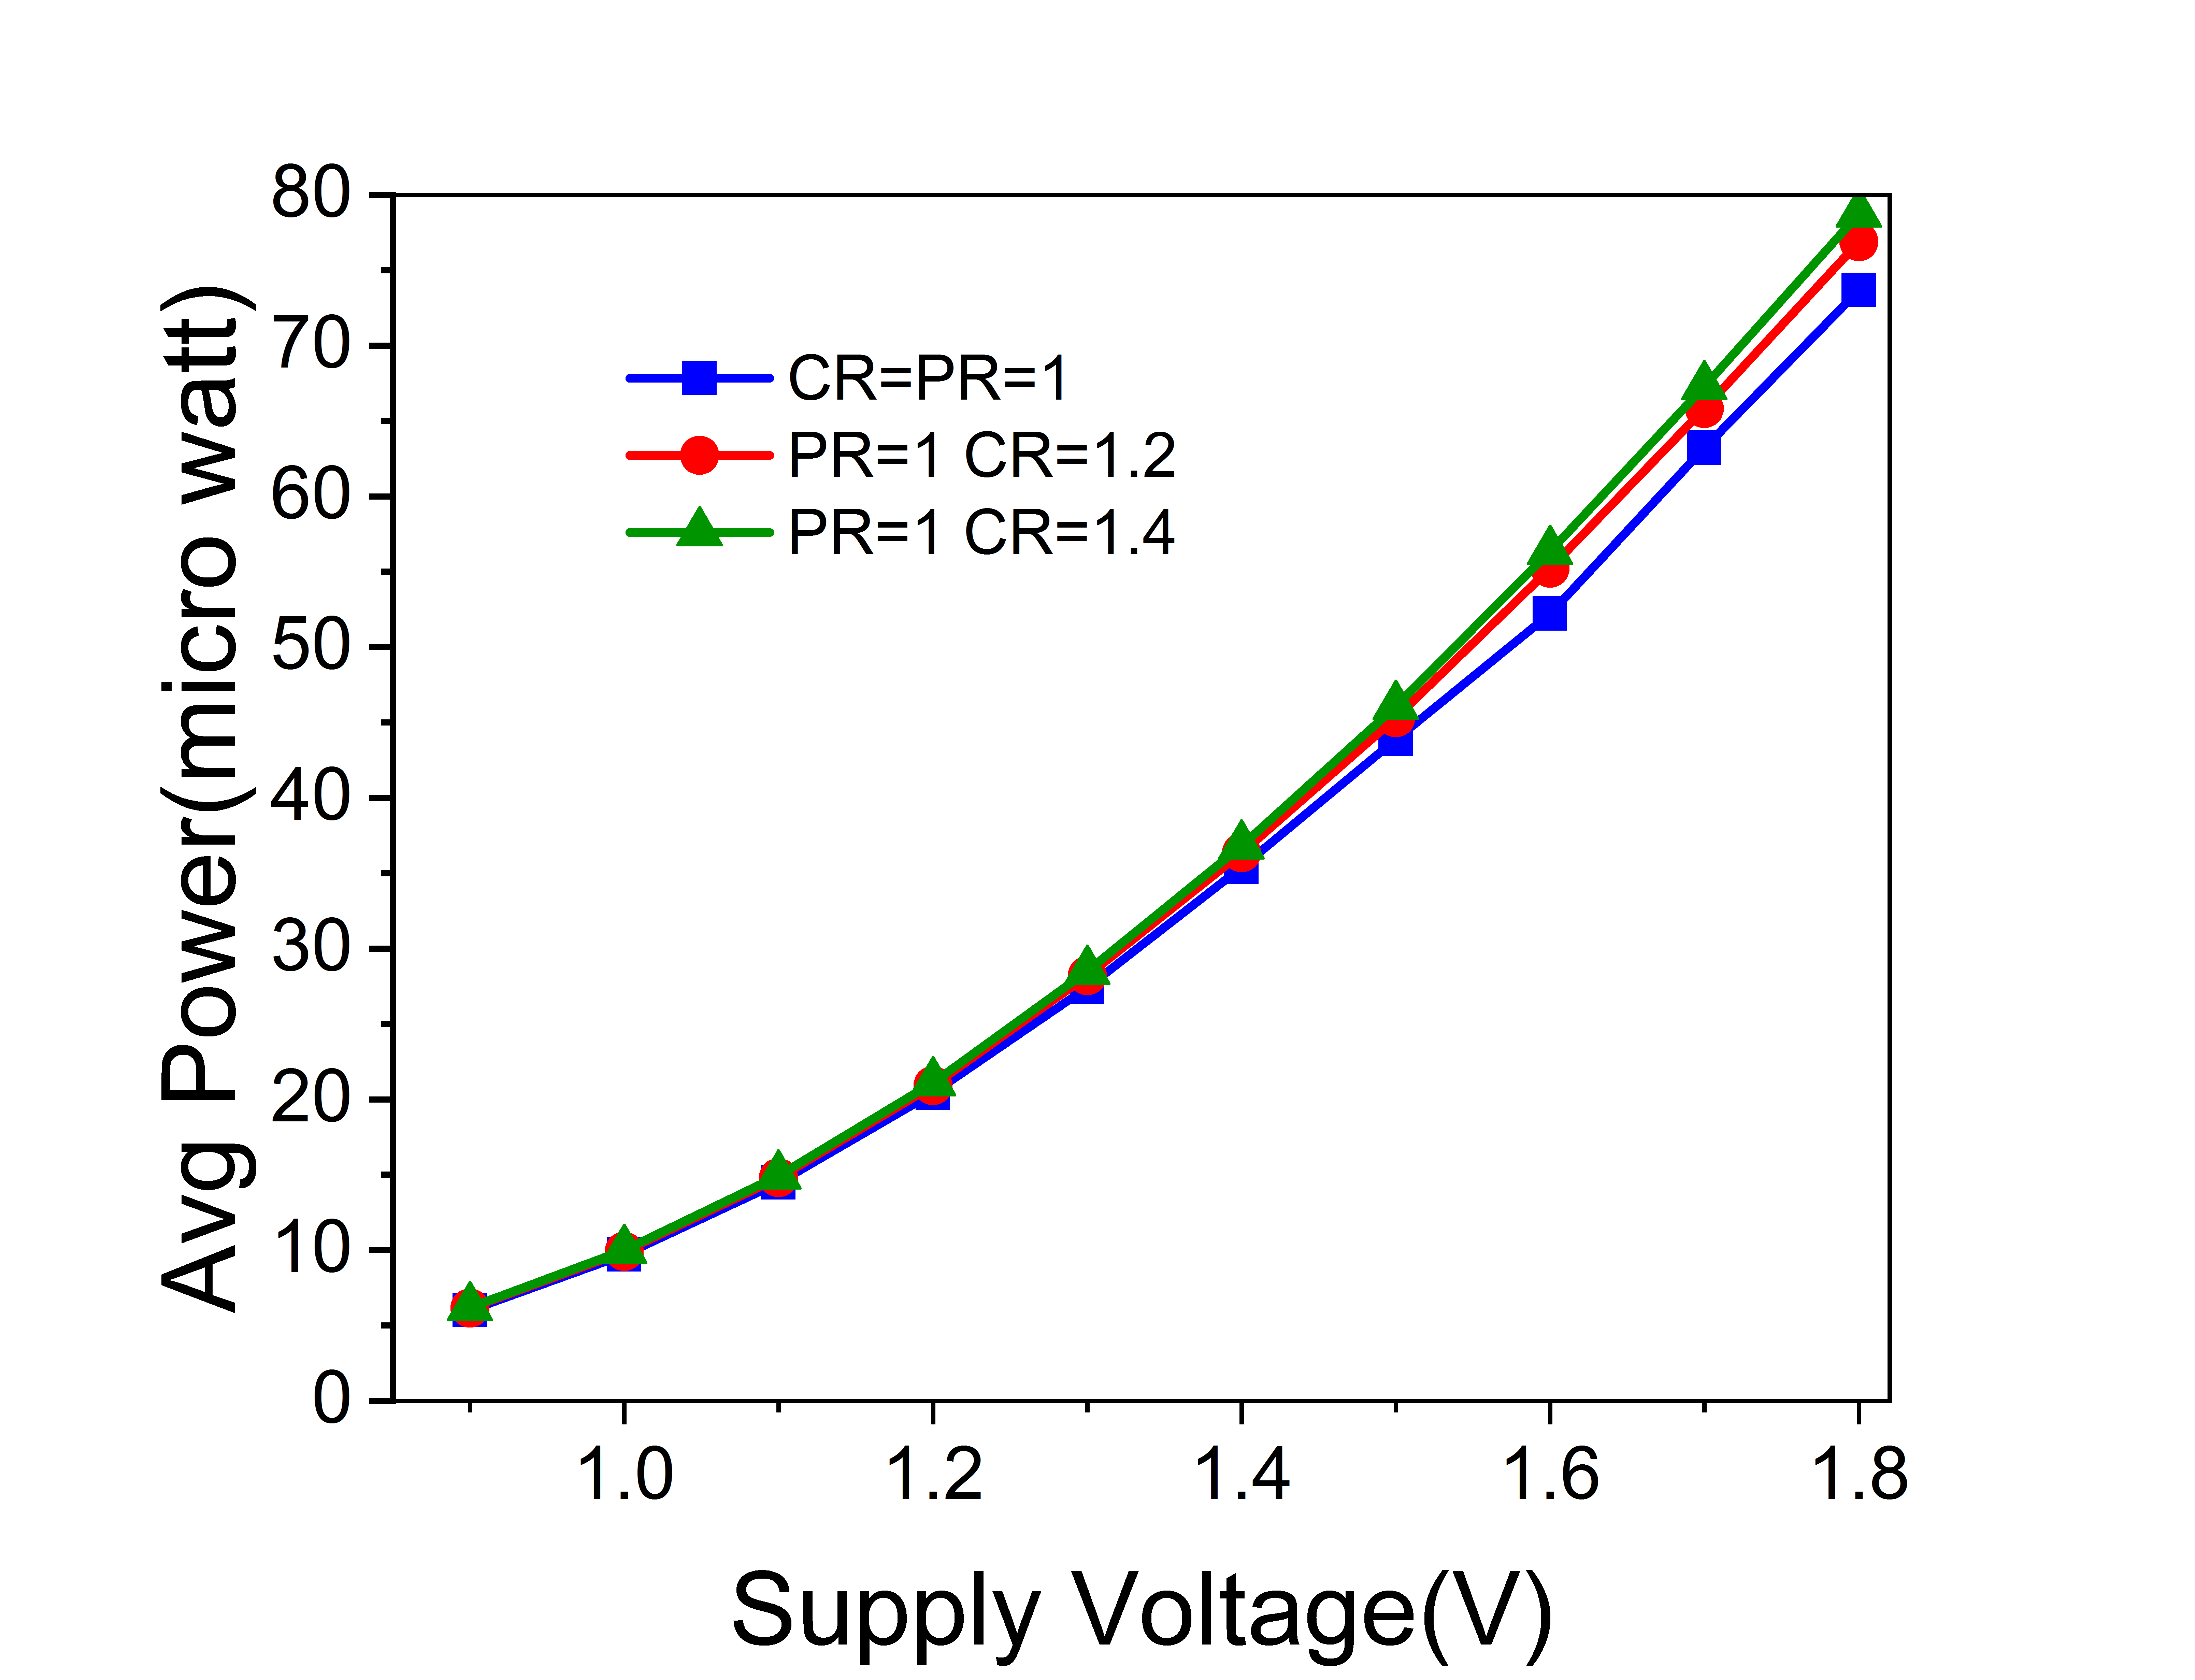 80
70
60
50
40
30
20
10
0
Avg Power(micro watt)
CR=PR=1
PR=1 CR=1.2
PR=1 CR=1.4
1.0 1.2 1.4 1.6 1.8
Supply Voltage(V)